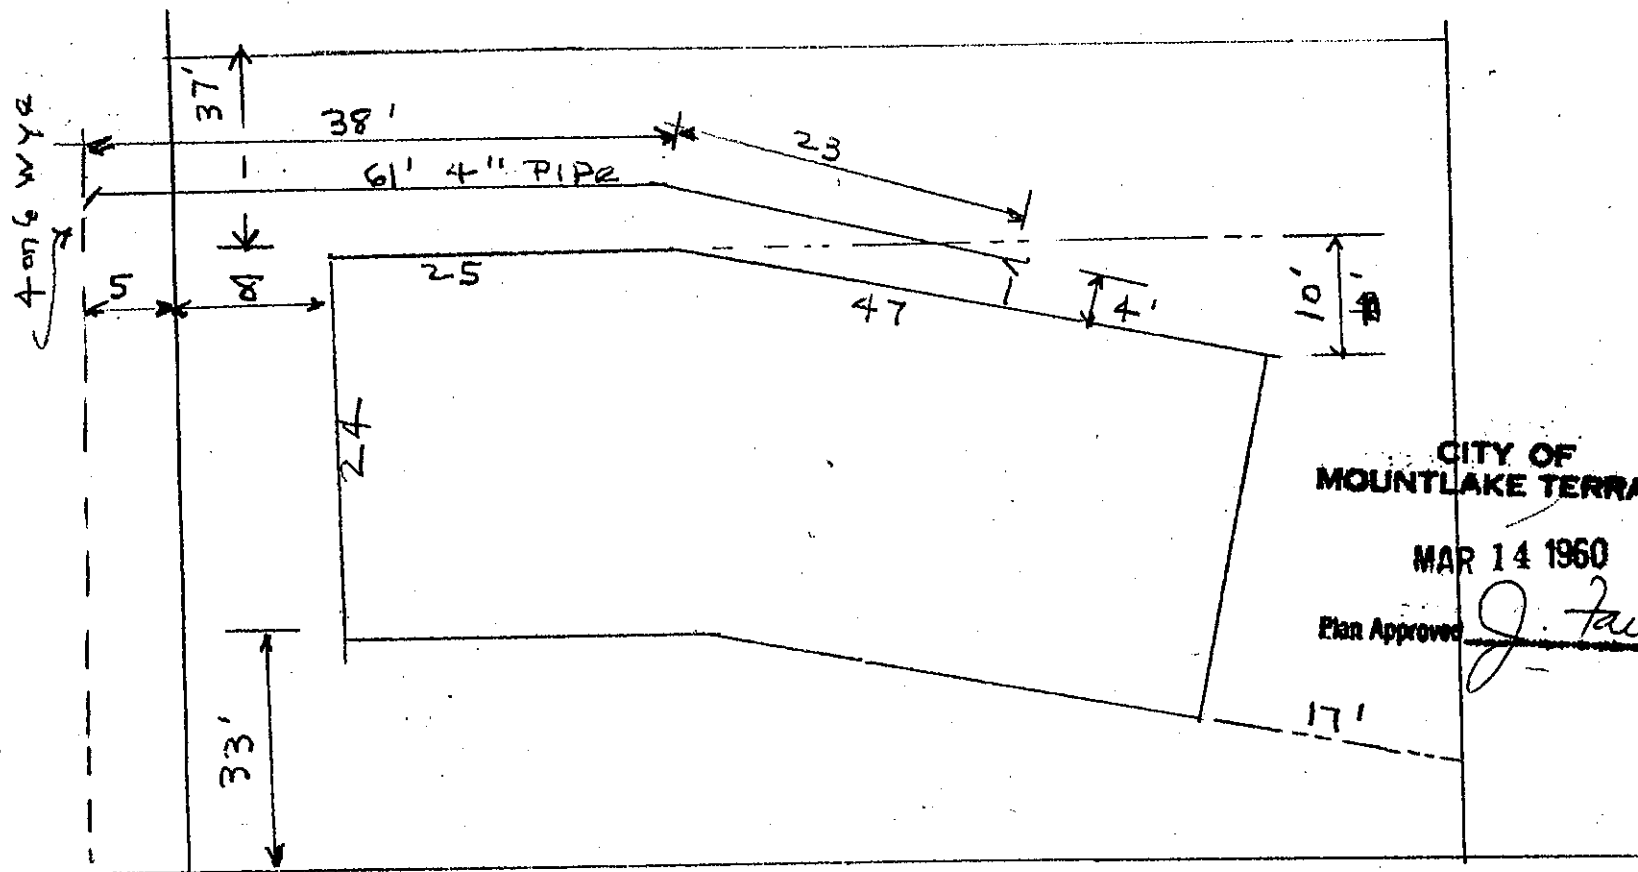 37'
38'
23
61' 4" PIPE
4 on 6 wye
5
8
25
47
4'
10'
24
CITY OF
MOUNTLAKE TERRA
MAR 14 1960
Plan Approved J.
33'
17'